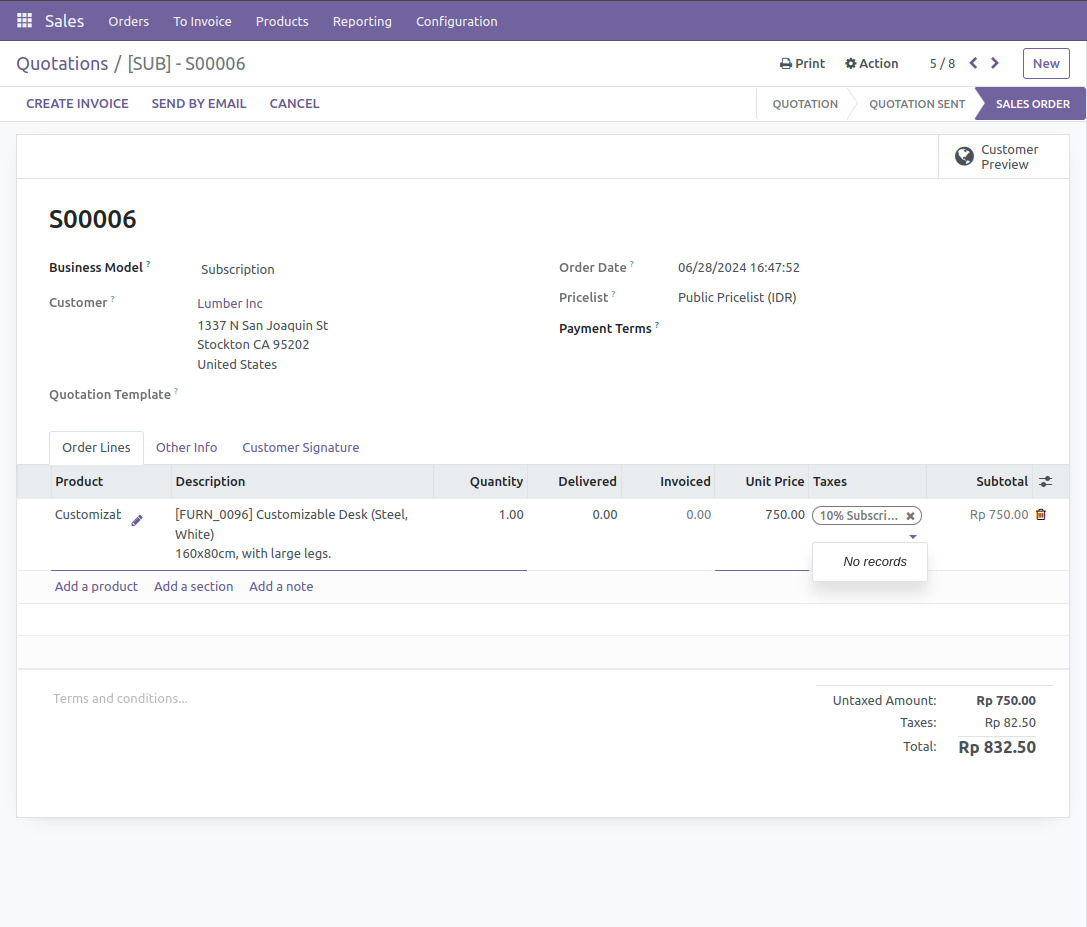 Sales Orders To Invoice Products Reporting Configuration
Quotations / [SUB] - S00006 Print Action 5 / 8 New
CREATE INVOICE SEND BY EMAIL CANCEL QUOTATION QUOTATION SENT SALES ORDER
Customer
Preview
S00006
Business Model ? Subscription Order Date ? 06/28/2024 16:47:52
Customer ? Lumber Inc Pricelist ? Public Pricelist (IDR)
1337 N San Joaquin St Payment Terms ?
Stockton CA 95202
United States
Quotation Template ?
Order Lines Other Info Customer Signature
Product Description Quantity Delivered Invoiced Unit Price Taxes Subtotal
Customizat [FURN_0096] Customizable Desk (Steel, 1.00 0.00 0.00 750.00 10% Subscri... Rp 750.00
White)
160x80cm, with large legs.
No records
Add a product Add a section Add a note
Terms and conditions... Untaxed Amount: Rp 750.00
Taxes: Rp 82.50
Total: Rp 832.50